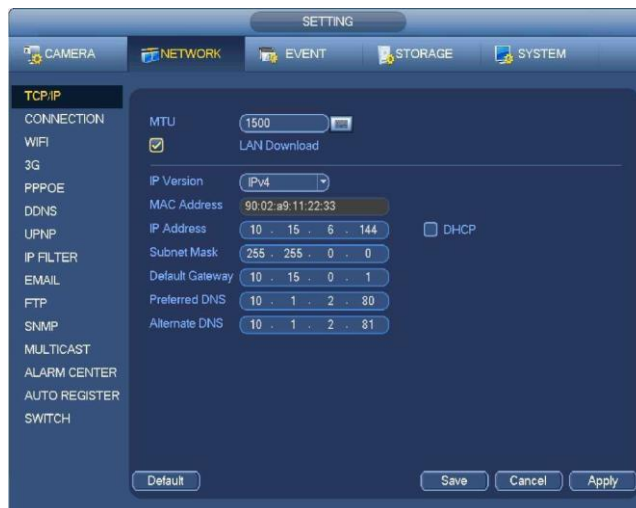 SETTING
CAMERA NETWORK EVENT STORAGE SYSTEM
TCP/IP
CONNECTION
WIFI
3G
PPPOE
DDNS
UPNP
IP FILTER
EMAIL
FTP
SNMP
MULTICAST
ALARM CENTER
AUTO REGISTER
SWITCH
MTU 1500
LAN Download
IP Version IPv4
MAC Address 90:02:a9:11:22:33
IP Address 10 . 15 . 6 . 144 DHCP
Subnet Mask 255 . 255 . 0 . 0
Default Gateway 10 . 15 . 0 . 1
Preferred DNS 10 . 1 . 2 . 80
Alternate DNS 10 . 1 . 2 . 81
Default Save Cancel Apply